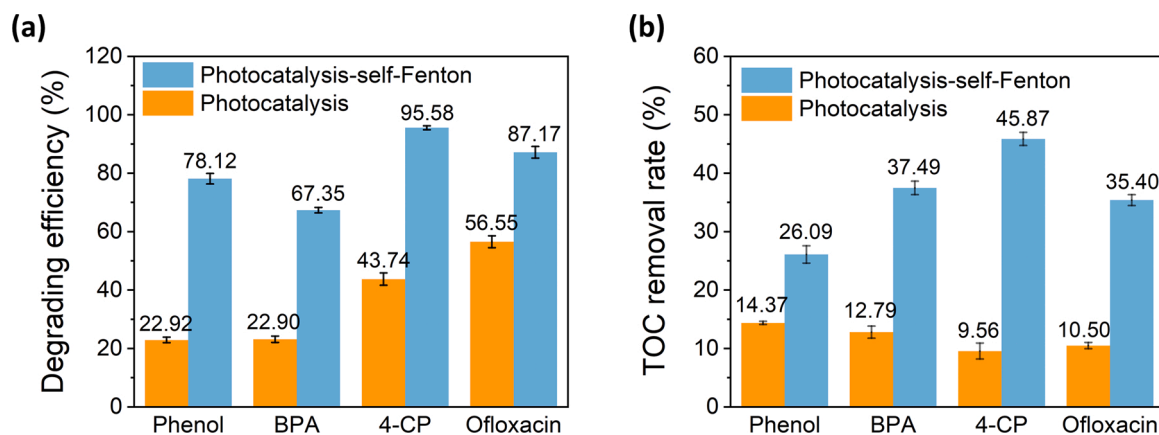 (a)
Degrading efficiency (%)
120
100
80
60
40
20
0
Photocatalysis-self-Fenton
Photocatalysis
22.92
78.12
22.90
67.35
43.74
95.58
56.55
87.17
Phenol
BPA
4-CP
Ofloxacin
(b)
TOC removal rate (%)
60
50
40
30
20
10
0
Photocatalysis-self-Fenton
Photocatalysis
14.37
26.09
12.79
37.49
9.56
45.87
10.50
35.40
Phenol
BPA
4-CP
Ofloxacin